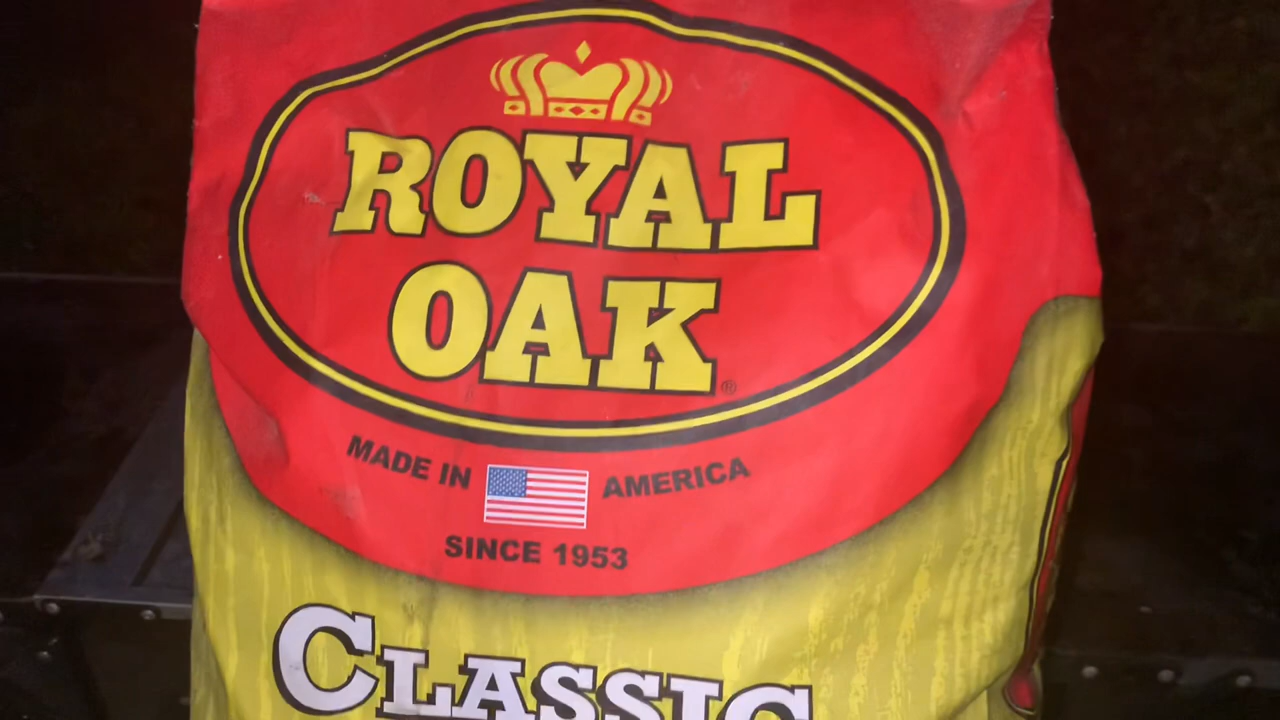 ROYAL
OAK®
MADE IN AMERICA
SINCE 1953
CLASSIC